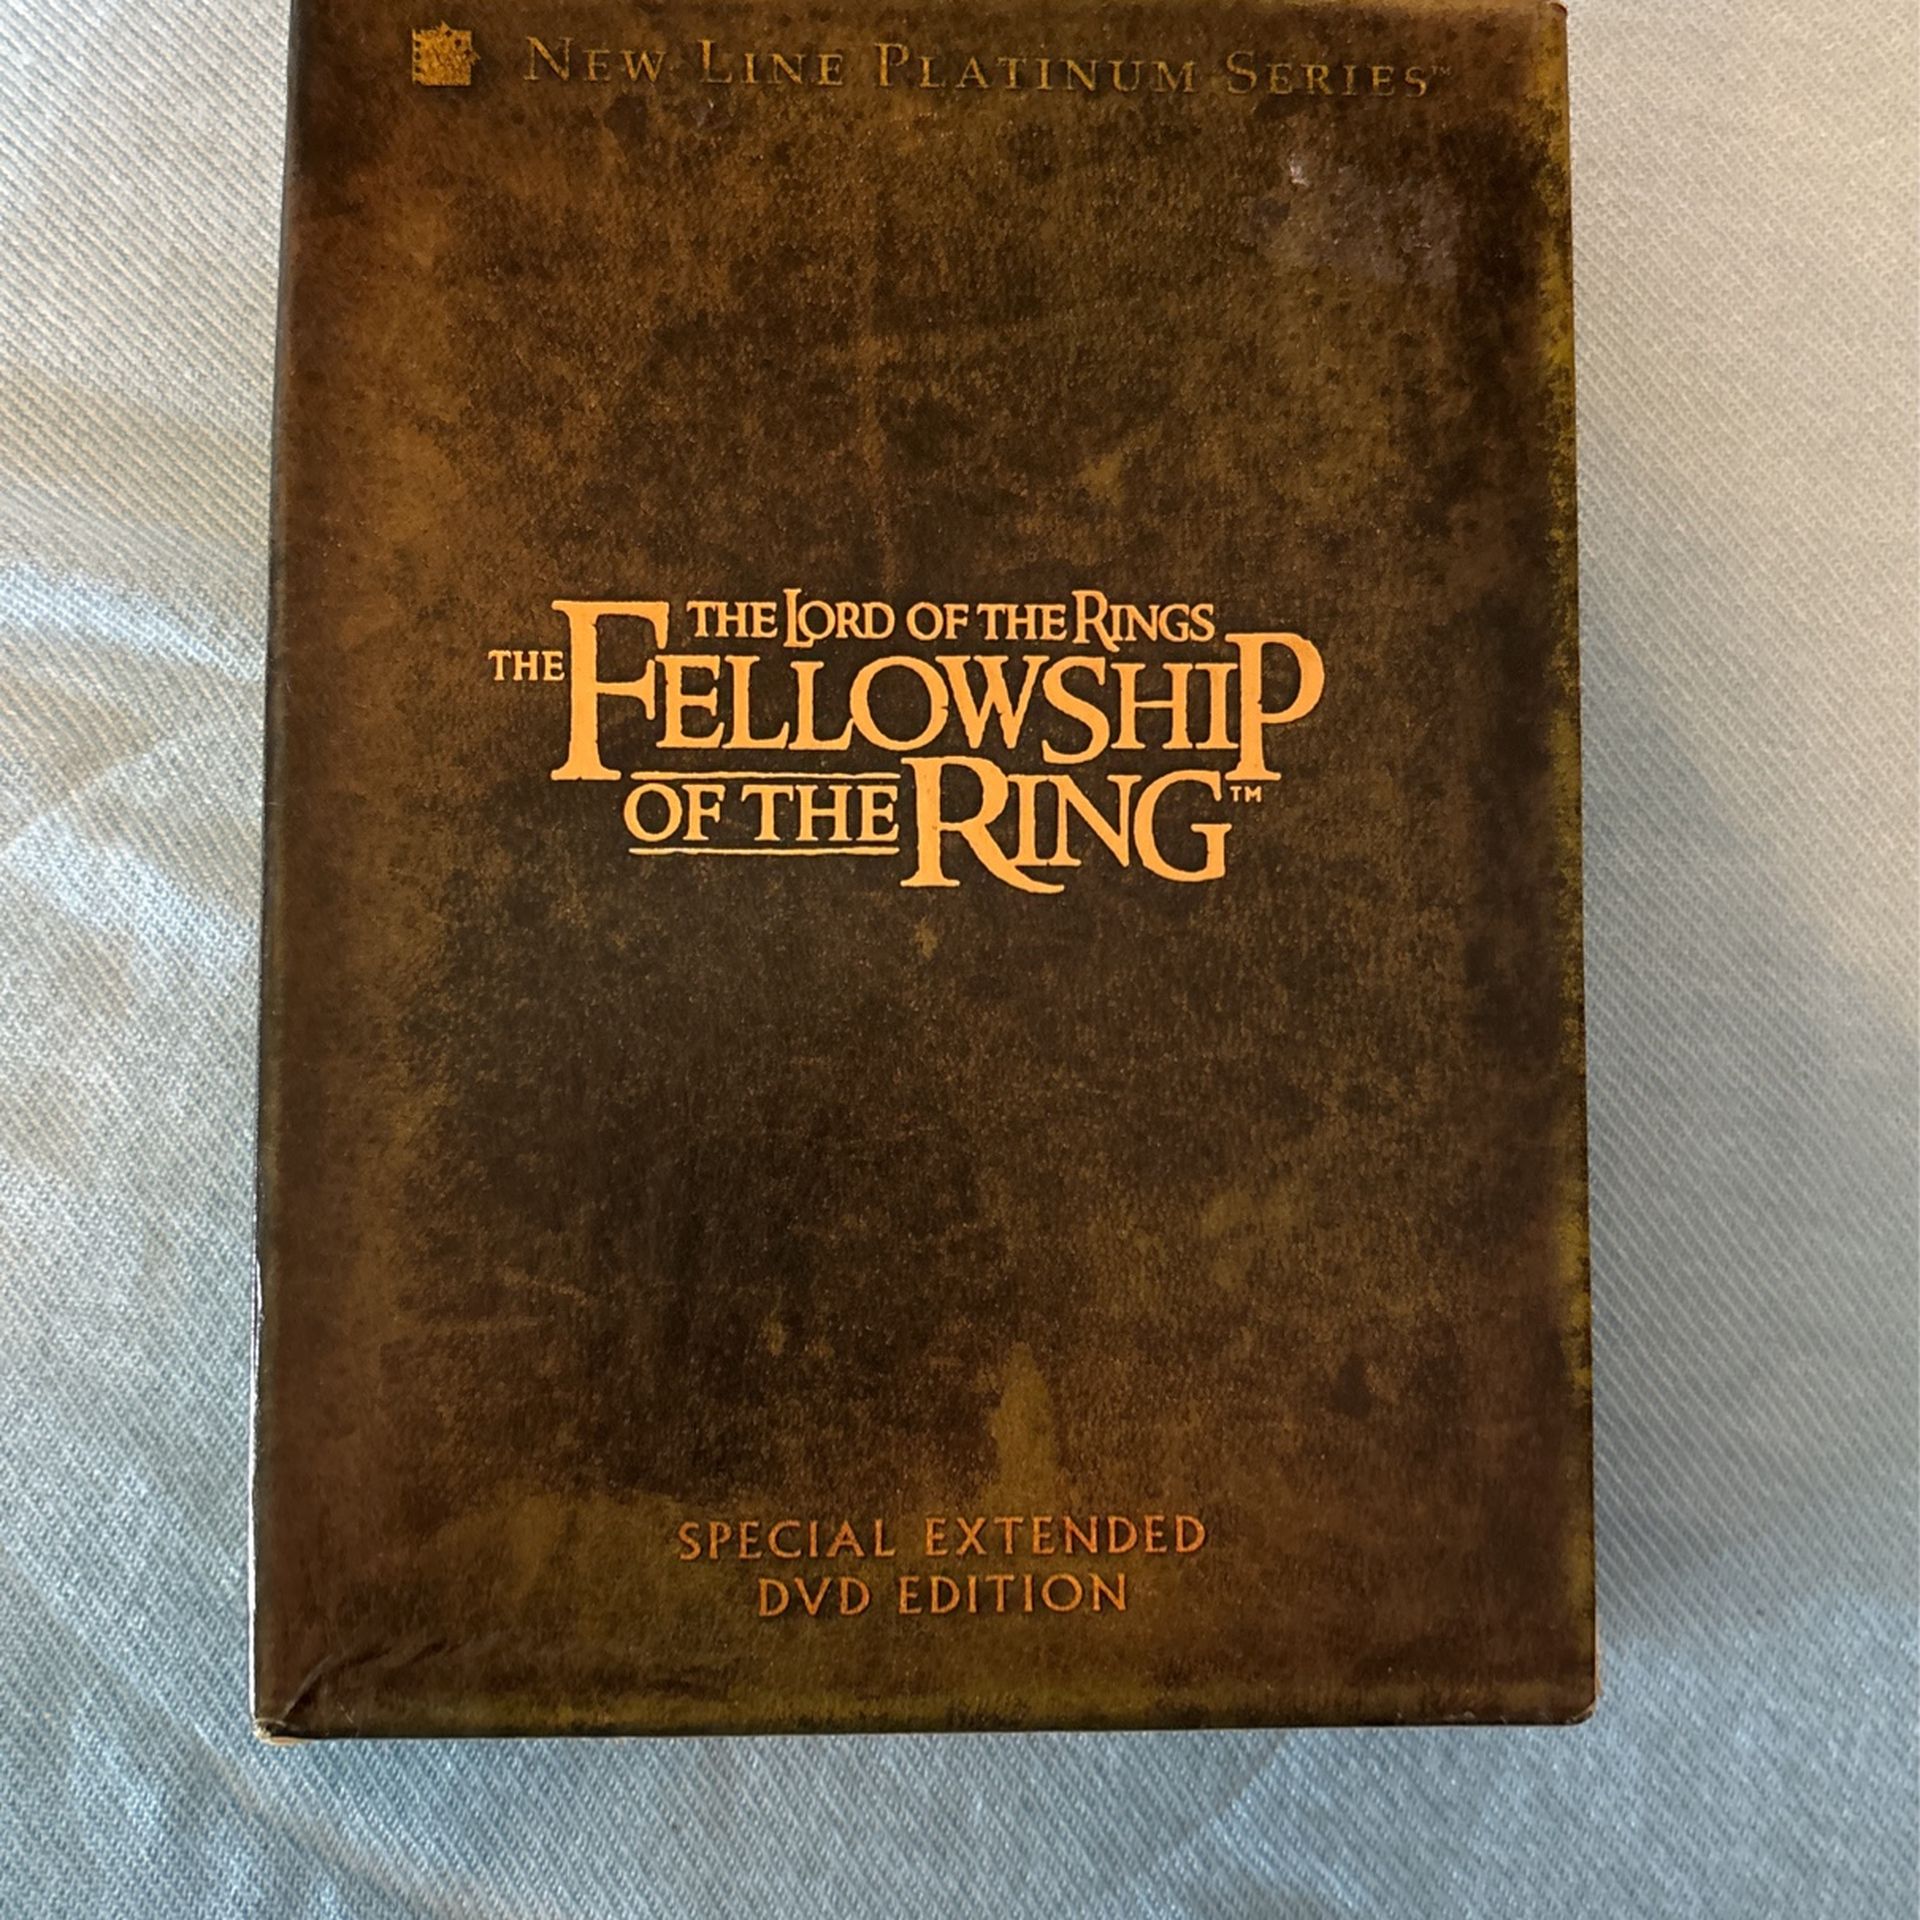 New Line Platinum Series™
The Lord of the Rings
The Fellowship
of the Ring™
SPECIAL EXTENDED
DVD EDITION